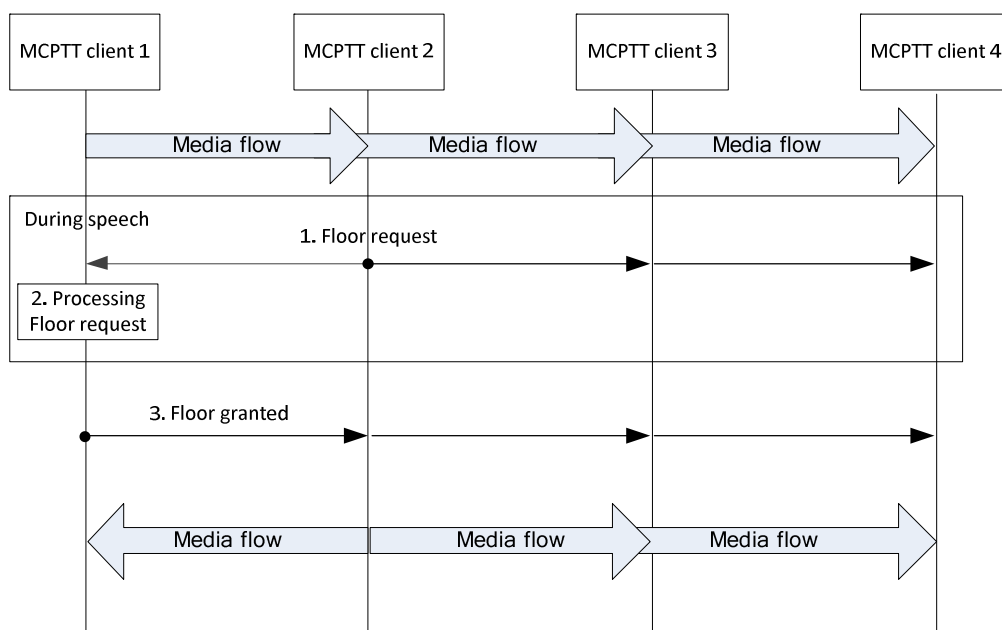 MCPTT client 1
MCPTT client 2
MCPTT client 3
MCPTT client 4
Media flow
Media flow
Media flow
During speech
1. Floor request
2. Processing
Floor request
3. Floor granted
Media flow
Media flow
Media flow